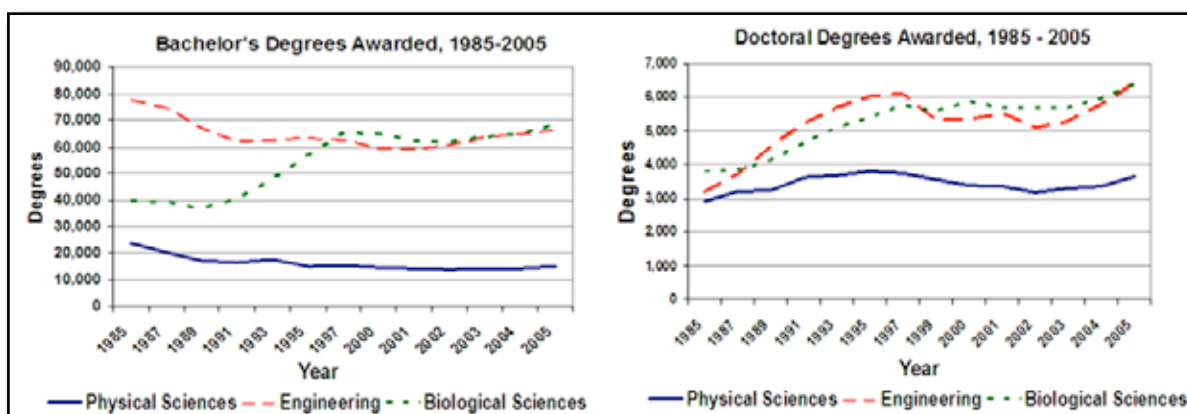 Bachelor's Degrees Awarded, 1985-2005
90,000
80,000
70,000
60,000
50,000
40,000
30,000
20,000
10,000
0
Degrees
1985 1987 1989 1991 1993 1995 1997 2000 2001 2002 2003 2004 2005
Year
Physical Sciences Engineering Biological Sciences
Doctoral Degrees Awarded, 1985 - 2005
7,000
6,000
5,000
4,000
3,000
2,000
1,000
0
Degrees
1985 1987 1989 1991 1993 1995 1997 1999 2000 2001 2002 2003 2004 2005
Year
Physical Sciences Engineering Biological Sciences